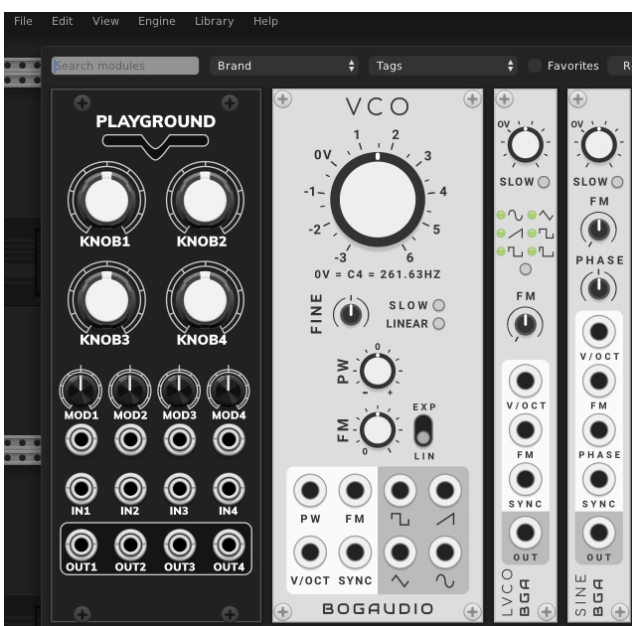 File Edit View Engine Library Help
Search modules Brand Tags Favorites
PLAYGROUND
KNOB1 KNOB2
KNOB3 KNOB4
MOD1 MOD2 MOD3 MOD4
IN1 IN2 IN3 IN4
OUT1 OUT2 OUT3 OUT4
VCO
1 2
0V 3
-1 4
-2 5
-3 6
0V = C4 = 261.63HZ
FINE
SLOW
LINEAR
PW
0
- +
FM
0
EXP
LIN
PW FM
V/OCT SYNC
BOGAUDIO
0V
SLOW
FM
V/OCT
FM
SYNC
OUT
LVCO
BGA
0V
SLOW
FM
PHASE
V/OCT
FM
PHASE
SYNC
OUT
SINE
BGA